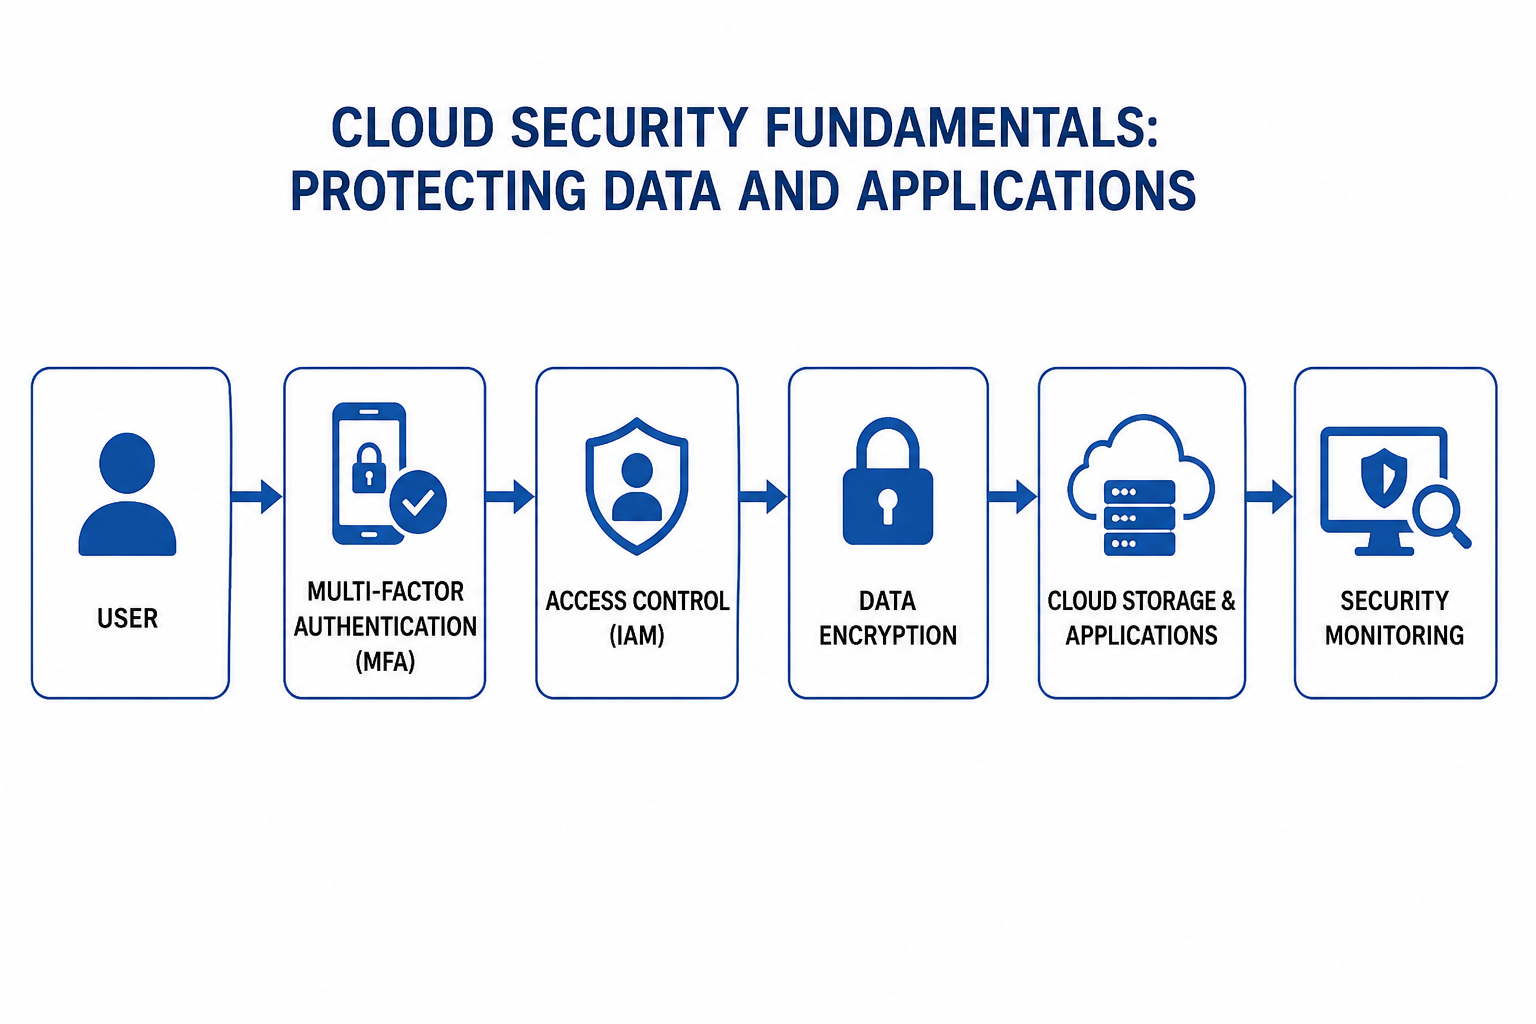 CLOUD SECURITY FUNDAMENTALS:
PROTECTING DATA AND APPLICATIONS
USER
MULTI-FACTOR
AUTHENTICATION
(MFA)
ACCESS CONTROL
(IAM)
DATA
ENCRYPTION
CLOUD STORAGE &
APPLICATIONS
SECURITY
MONITORING